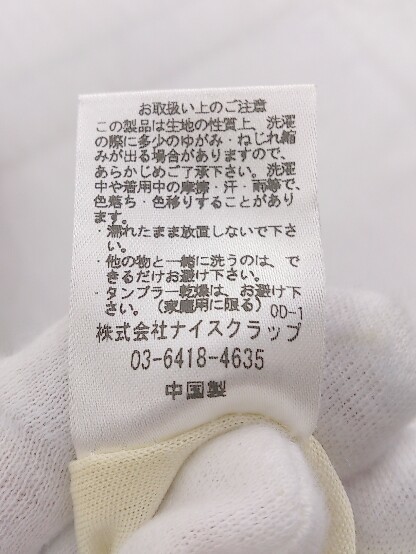 お取扱い上のご注意
この製品は生地の性質上、洗濯
の際に多少のゆがみ・ねじれ縮
みが出る場合がありますので、
あらかじめご了承下さい。洗濯
中や着用中の摩擦・汗・雨等で、
色落ち・色移りすることがあり
ます。
・濡れたまま放置しないで下さ
い。
・他の物と一緒に洗うのは、で
きるだけお避け下さい。
・タンブラー乾燥は、お避け下
さい。(家庭用に限る) OD-1
株式会社ナイスクラップ
03-6418-4635
中国製